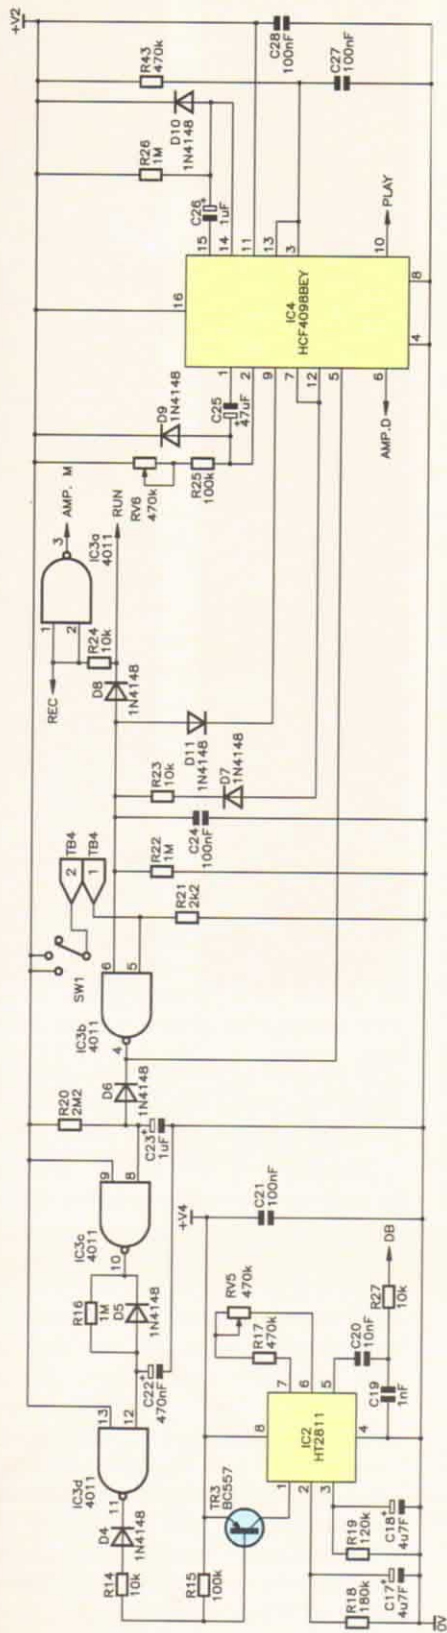 +V2
R43
470k
C28
100nF
C27
100nF
D10
1N4148
R26
1M
C26
+
1uF
15
14
11
13
3
10
PLAY
16
IC4
HCF4098BEY
8
4
1
2
9
7
12
5
6
AMP.D
D9
1N4148
C25
+
47uF
RV6
470k
R25
100k
AMP. M
RUN
3
IC3a
4011
1
2
R24
10k
REC
D8
1N4148
D11
1N4148
R23
10k
D7
1N4148
C24
100nF
R22
1M
R21
2k2
TB4
2
TB4
1
SW1
6
5
IC3b
4011
4
D6
1N4148
R20
2M2
C23
+
1uF
9
8
IC3c
4011
10
R16
1M
D5
1N4148
C22
+
470nF
13
12
IC3d
4011
11
D4
1N4148
R14
10k
+V4
C21
100nF
RV5
470k
R17
470k
DB
R27
10k
C20
10nF
C19
1nF
8
7
6
5
4
IC2
HT2811
1
2
3
TR3
BC557
R15
100k
R19
120k
C18
+
4u7F
C17
+
4u7F
R18
180k
0V